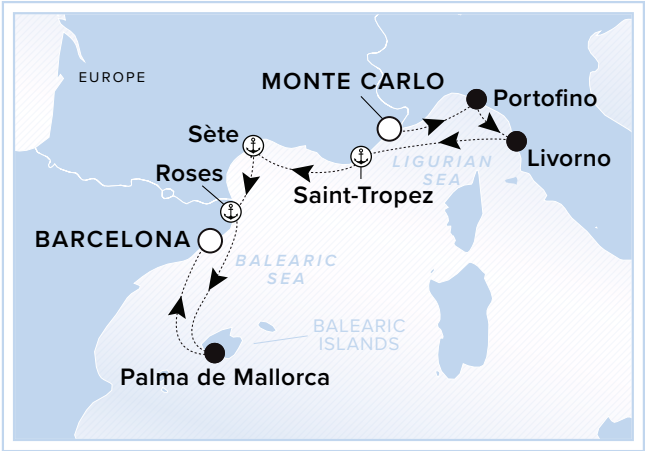 EUROPE
MONTE CARLO
Portofino
Sète
Livorno
LIGURIAN
SEA
Roses
Saint-Tropez
BARCELONA
BALEARIC
SEA
BALEARIC
ISLANDS
Palma de Mallorca